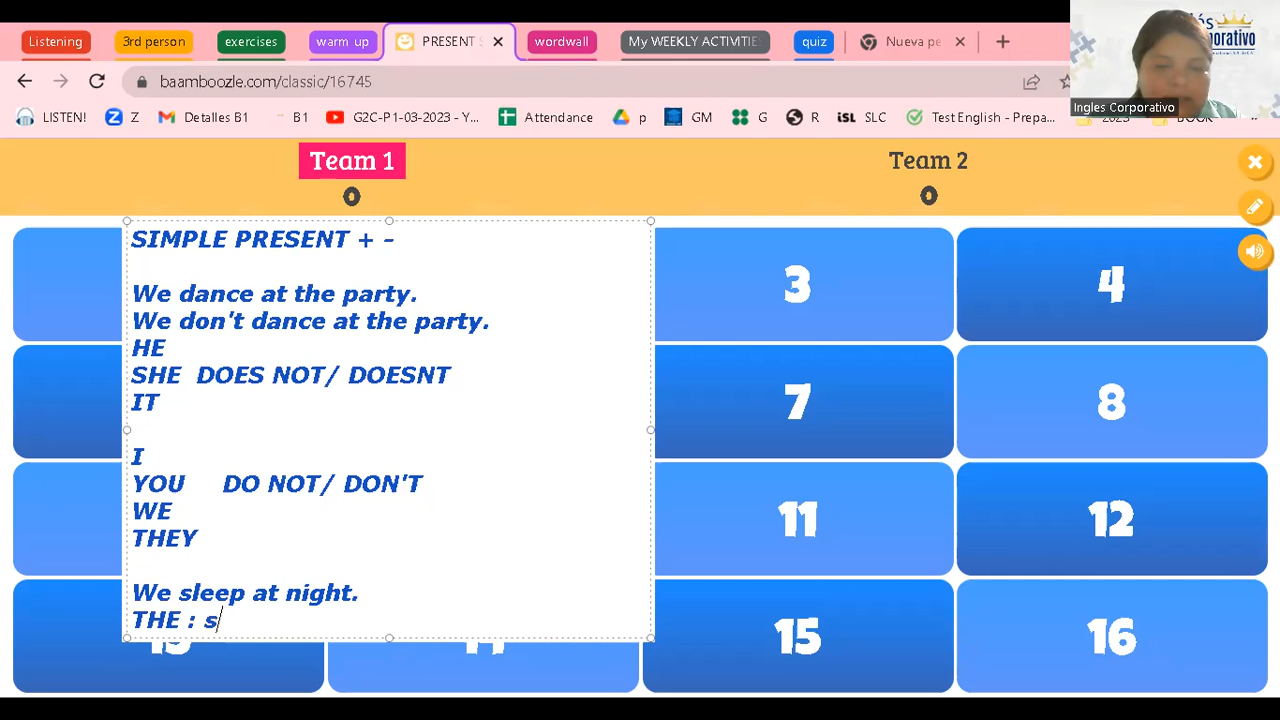 Listening
3rd person
exercises
warm up
PRESENT S
wordwall
My WEEKLY ACTIVITIE
quiz
Nueva pe
baamboozle.com/classic/16745
LISTEN!
Z
Detalles B1
B1
G2C-P1-03-2023 - Y...
Attendance
p
GM
G
R
iSL SLC
Test English - Prepa...
Ingles Corporativo
Team 1
0
Team 2
0
SIMPLE PRESENT + -
We dance at the party.
We don't dance at the party.
HE
SHE DOES NOT/ DOESNT
IT
I
YOU DO NOT/ DON'T
WE
THEY
We sleep at night.
THE : s
3
4
7
8
11
12
15
16